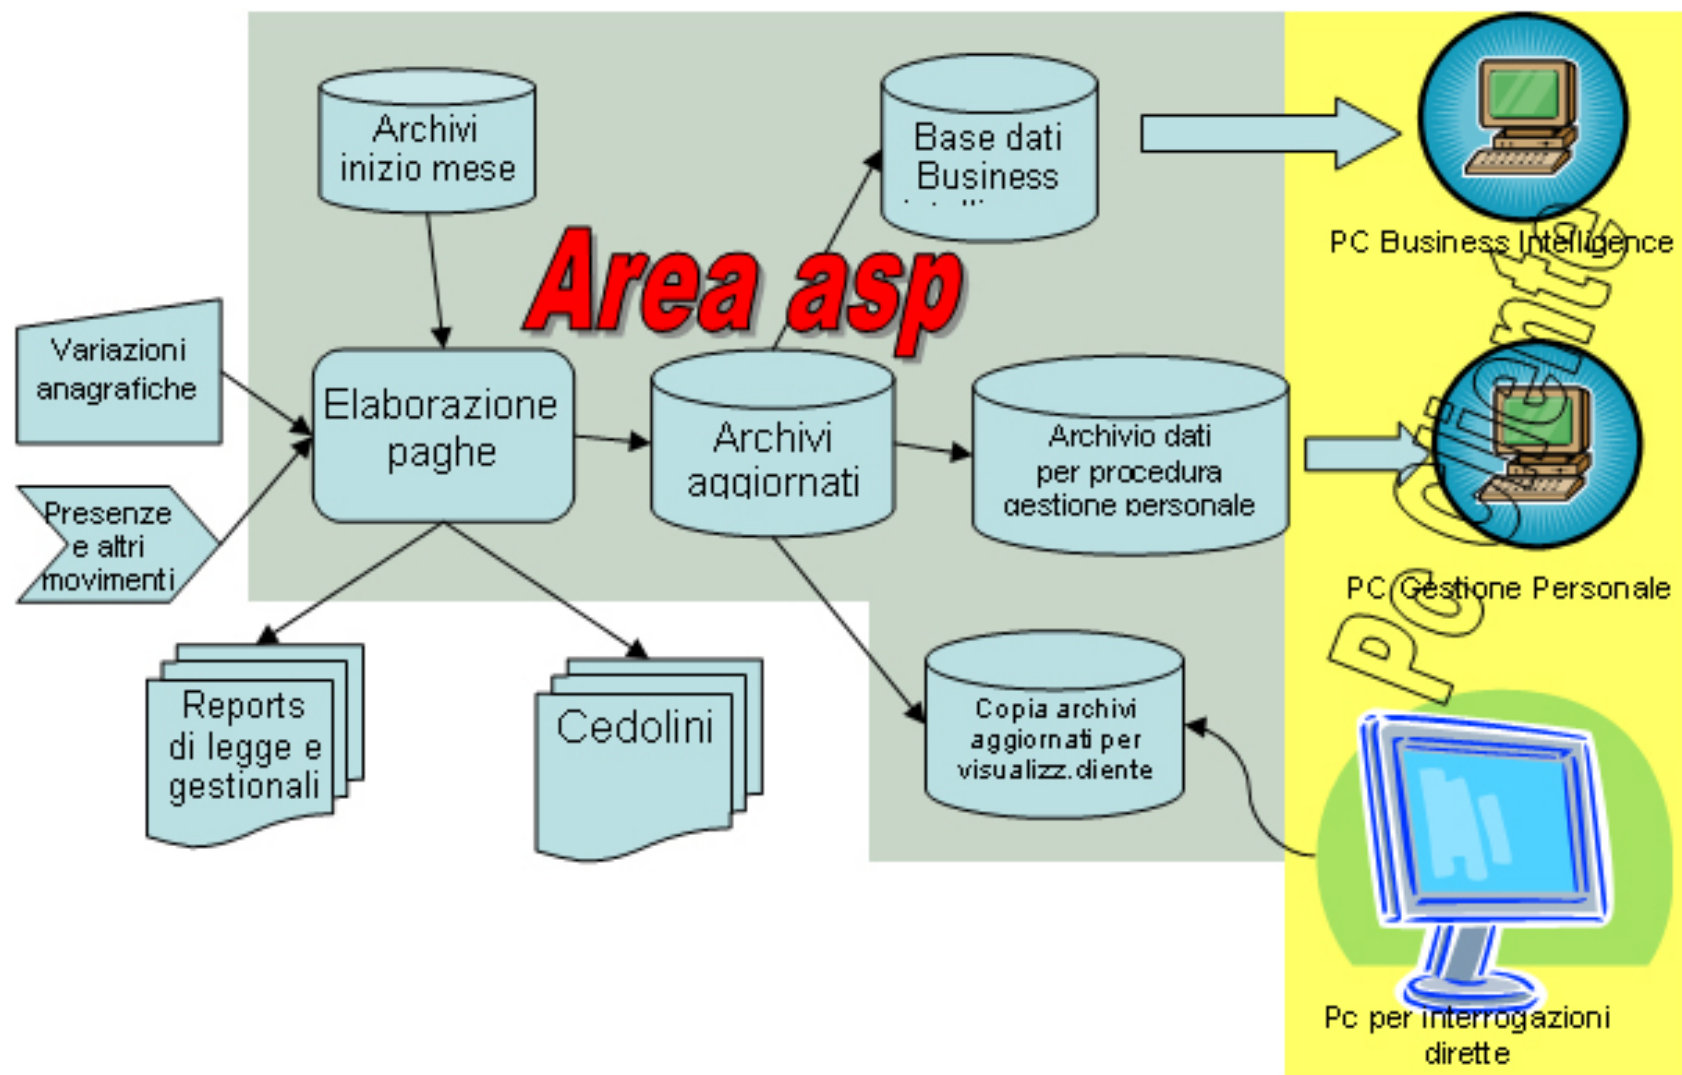 Archivi
inizio mese
Base dati
Business
PC Business Intelligence
Area asp
Variazioni
anagrafiche
Elaborazione
paghe
Archivi
aggiornati
Archivio dati
per procedura
gestione personale
Pc Cliente
Presenze
e altri
movimenti
PC Gestione Personale
Reports
di legge e
gestionali
Cedolini
Copia archivi
aggiornati per
visualizz.cliente
Pc per interrogazioni
dirette